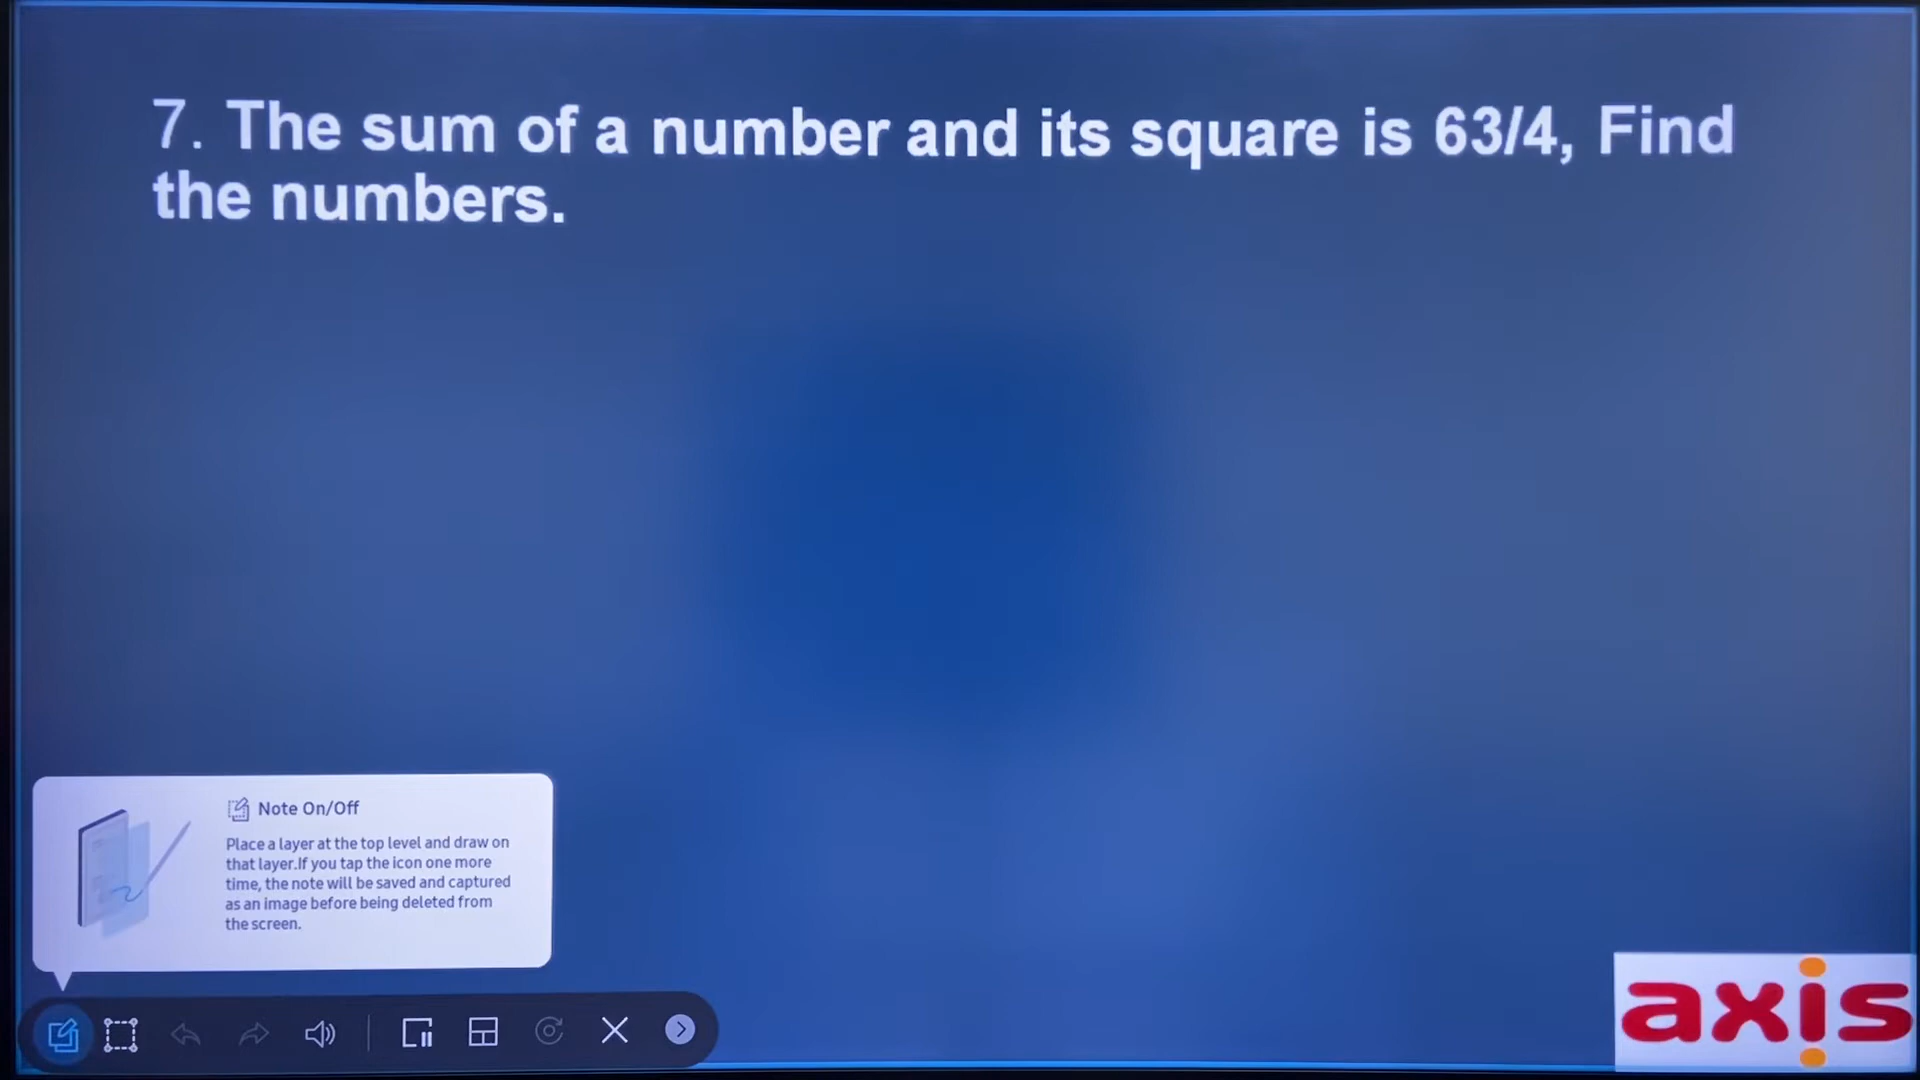 7. The sum of a number and its square is 63/4, Find
the numbers.
Note On/Off
Place a layer at the top level and draw on
that layer.If you tap the icon one more
time, the note will be saved and captured
as an image before being deleted from
the screen.
axis